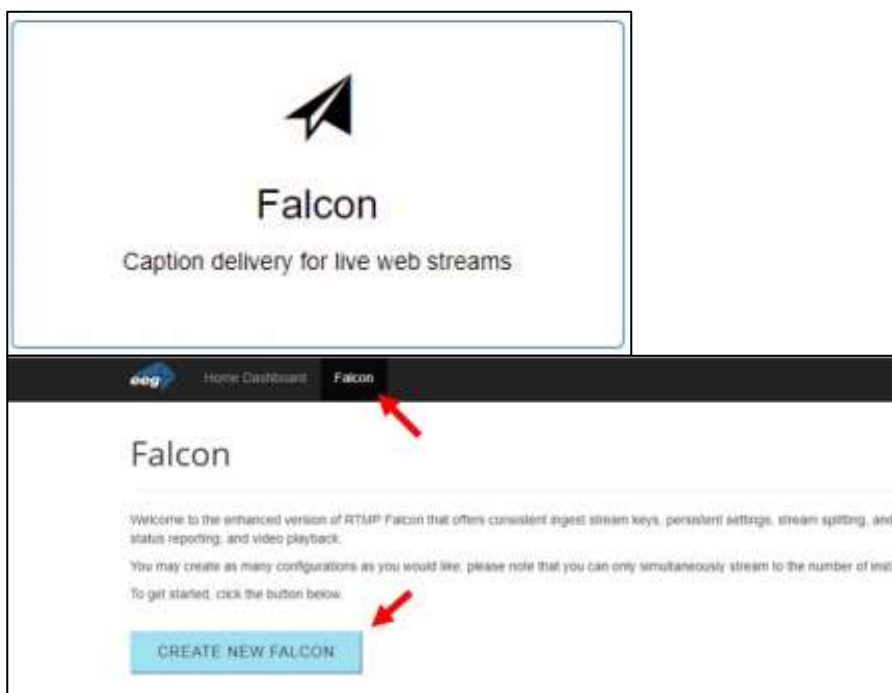 Falcon
Caption delivery for live web streams
eeg Home Dashboard Falcon
Falcon
Welcome to the enhanced version of RTMP Falcon that offers consistent ingest stream keys, persistent settings, stream splitting, and
status reporting, and video playback.
You may create as many configurations as you would like, please note that you can only simultaneously stream to the number of
To get started, click the button below.
CREATE NEW FALCON